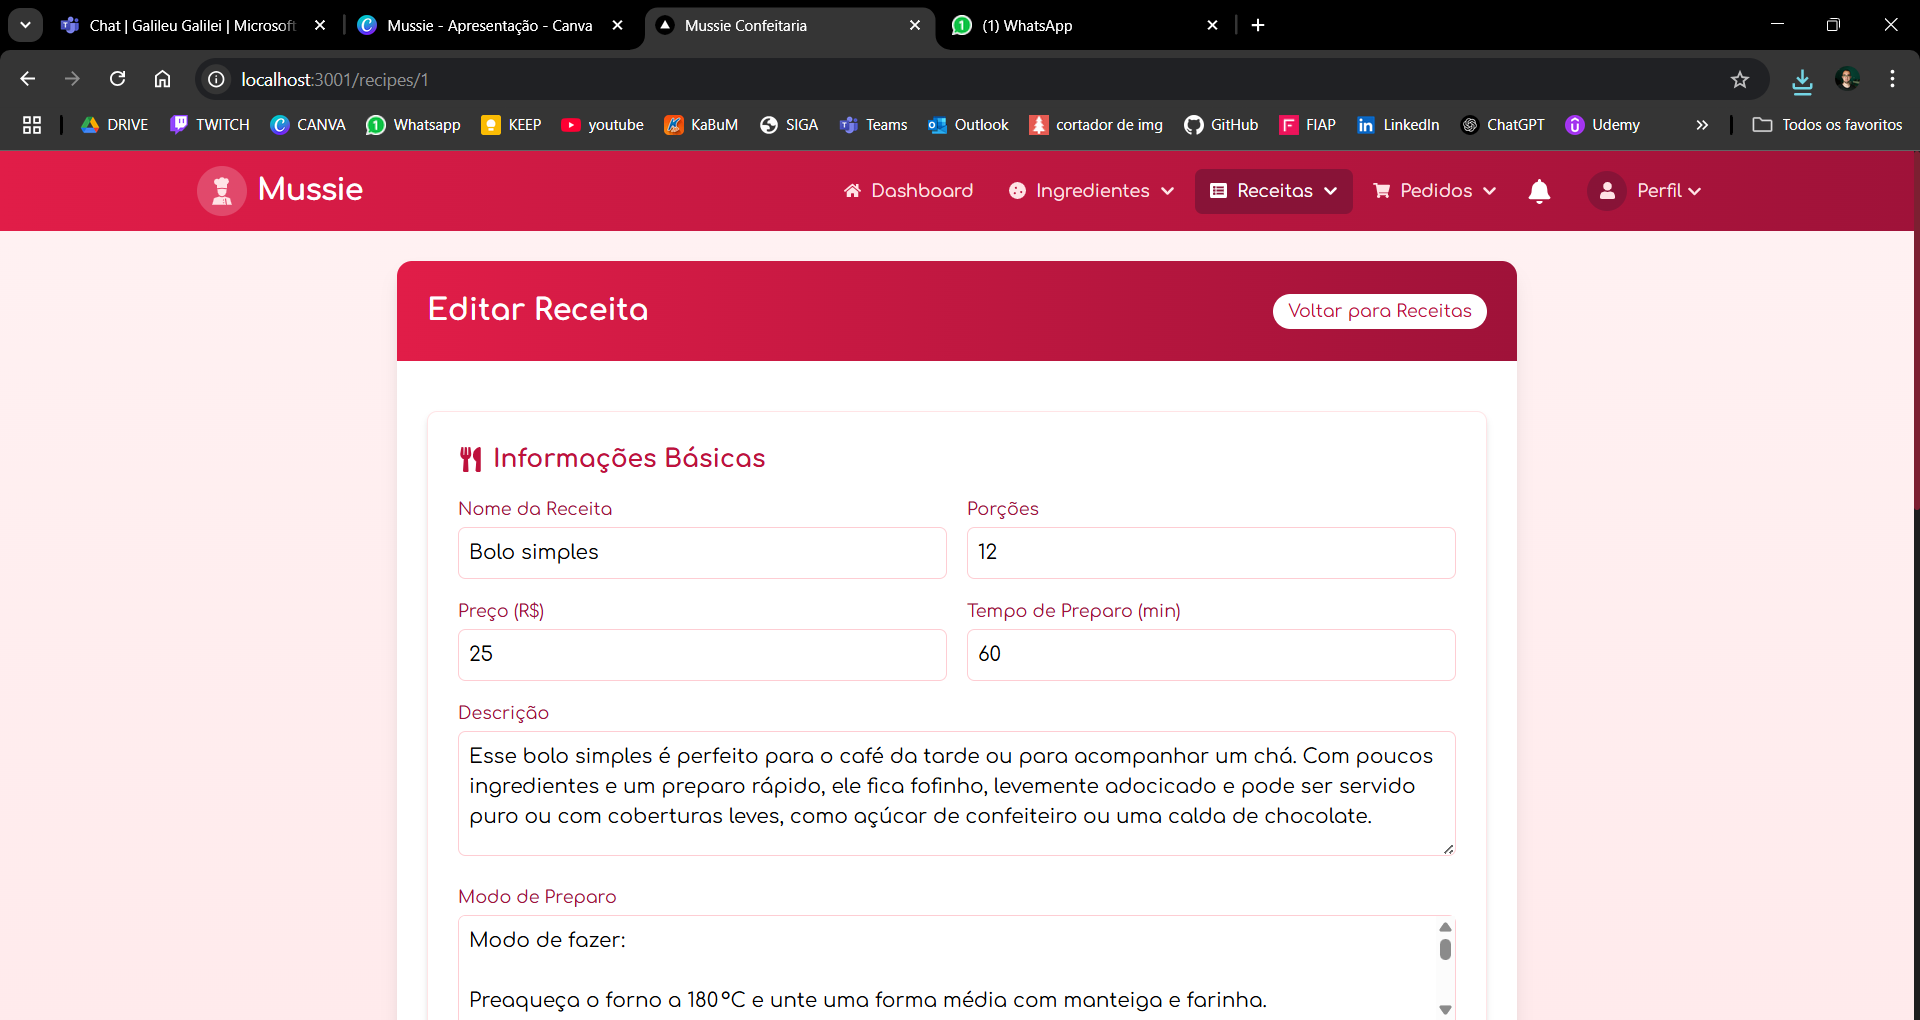 Chat | Galileu Galilei | Microsoft
Mussie - Apresentação - Canva
Mussie Confeitaria
(1) WhatsApp
localhost:3001/recipes/1
DRIVE
TWITCH
CANVA
Whatsapp
KEEP
youtube
KaBuM
SIGA
Teams
Outlook
cortador de img
GitHub
FIAP
LinkedIn
ChatGPT
Udemy
Todos os favoritos
Mussie
Dashboard
Ingredientes
Receitas
Pedidos
Perfil
Editar Receita
Voltar para Receitas
Informações Básicas
Nome da Receita
Porções
Bolo simples
12
Preço (R$)
Tempo de Preparo (min)
25
60
Descrição
Esse bolo simples é perfeito para o café da tarde ou para acompanhar um chá. Com poucos
ingredientes e um preparo rápido, ele fica fofinho, levemente adocicado e pode ser servido
puro ou com coberturas leves, como açúcar de confeiteiro ou uma calda de chocolate.
Modo de Preparo
Modo de fazer:
Preaqueça o forno a 180°C e unte uma forma média com manteiga e farinha.